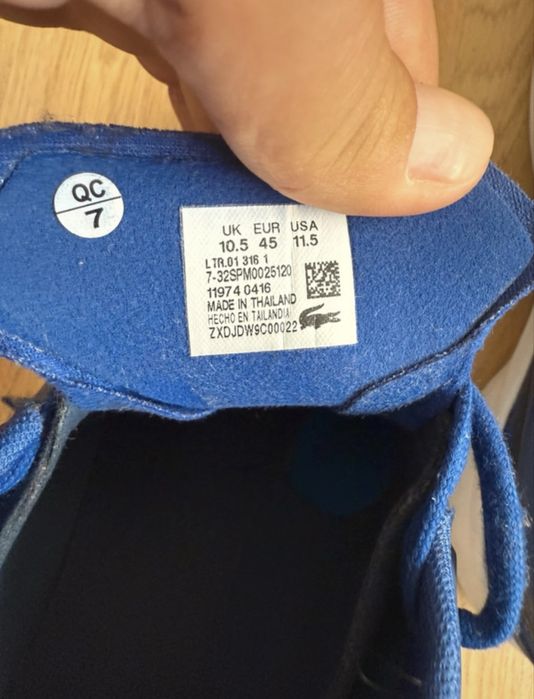 QC
7
UK EUR USA
10.5 45 11.5
LTR.01 316 1
7-32SPM0025120
11974 0416
MADE IN THAILAND
HECHO EN TAILANDIA
ZXDJDW9C00022